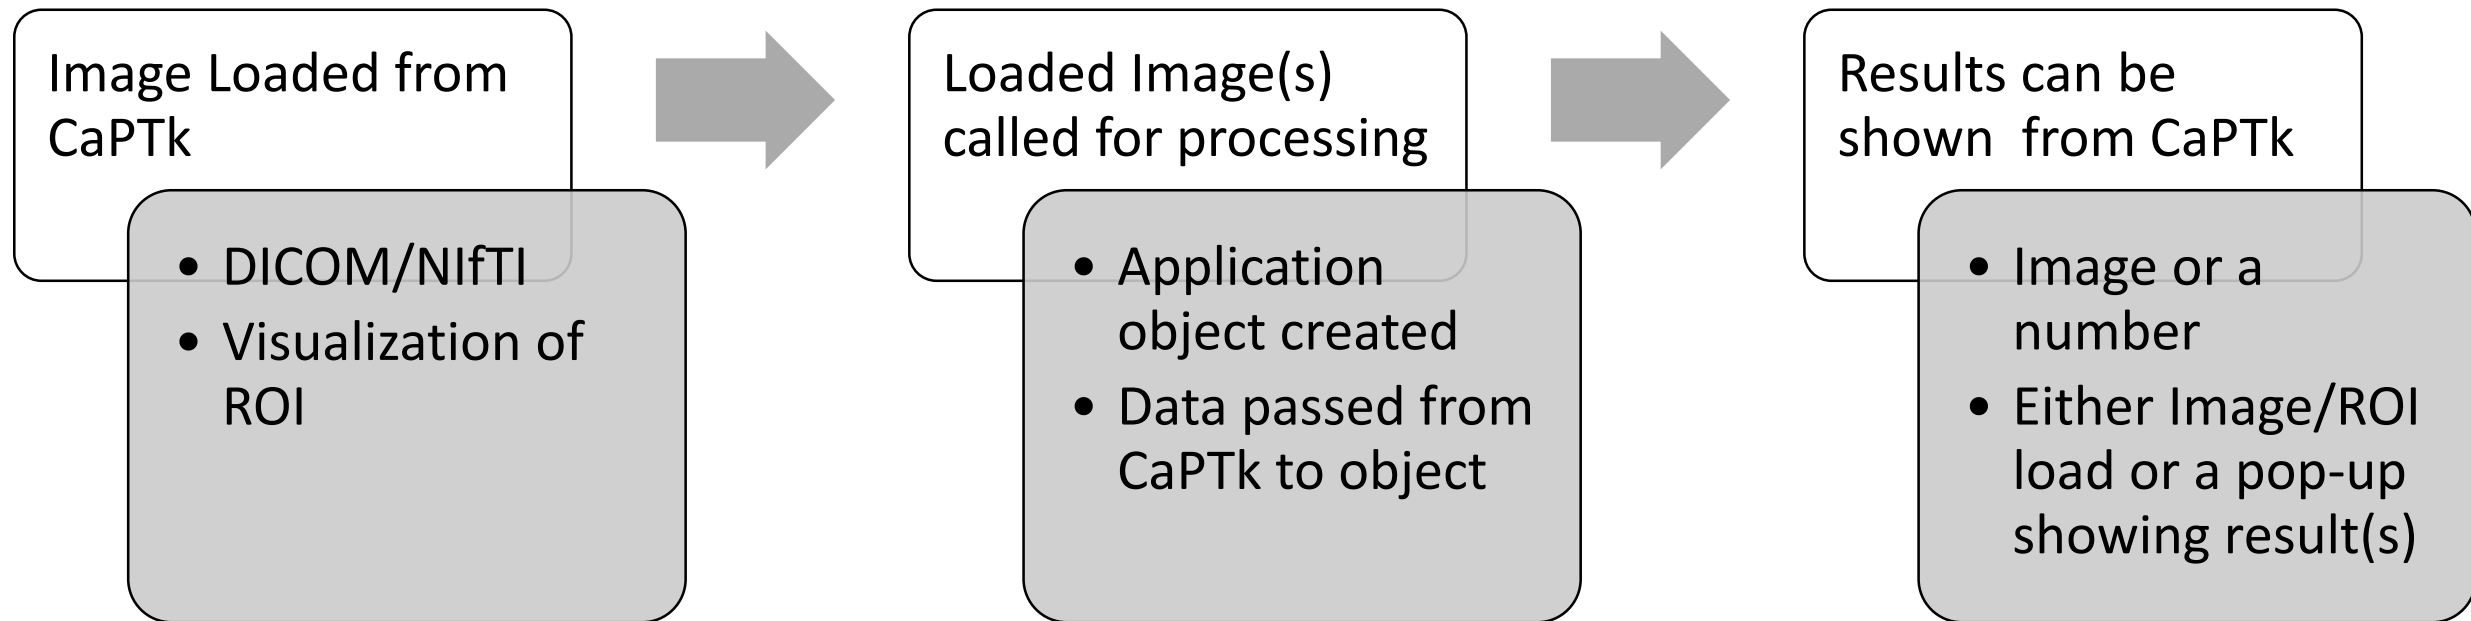 Image Loaded from
CaPTk
• DICOM/NIfTI
• Visualization of
ROI
Loaded Image(s)
called for processing
• Application
object created
• Data passed from
CaPTk to object
Results can be
shown  from CaPTk
• Image or a
number
• Either Image/ROI
load or a pop-up
showing result(s)